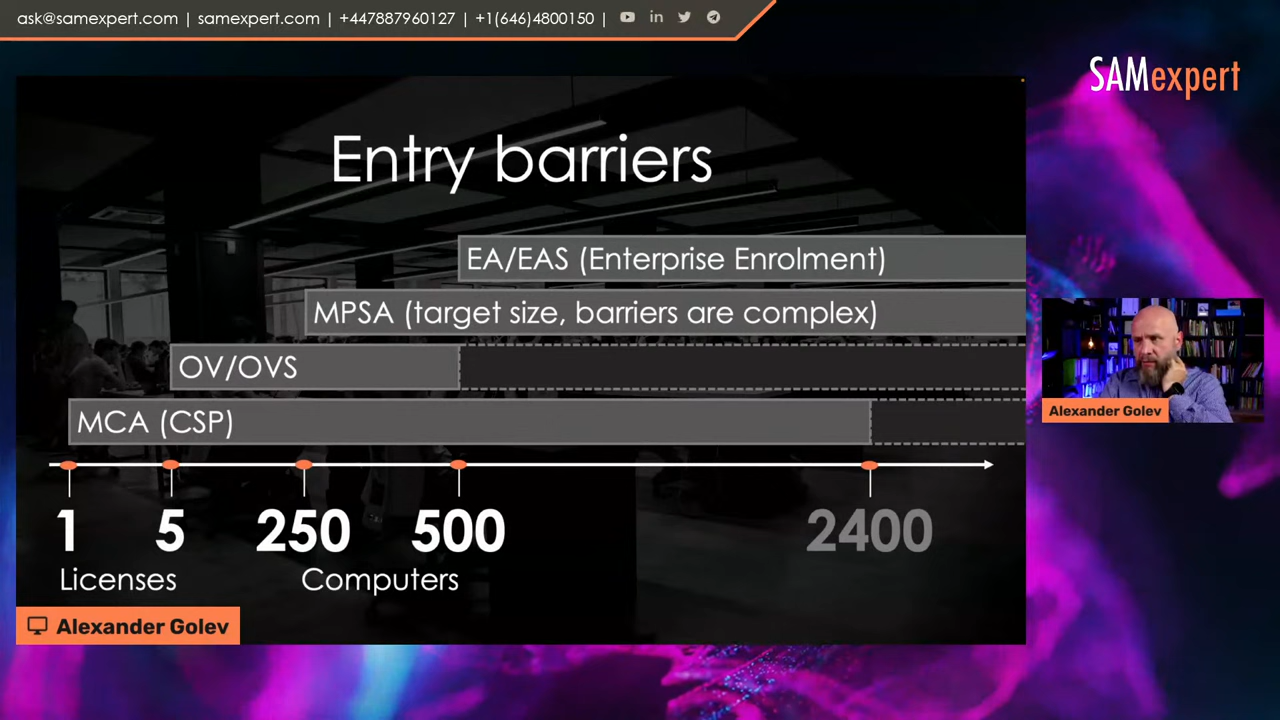 ask@samexpert.com | samexpert.com | +447887960127 | +1(646)4800150 |
SAMexpert
Entry barriers
EA/EAS (Enterprise Enrolment)
MPSA (target size, barriers are complex)
OV/OVS
MCA (CSP)
1 5 250 500 2400
Licenses Computers
Alexander Golev
Alexander Golev